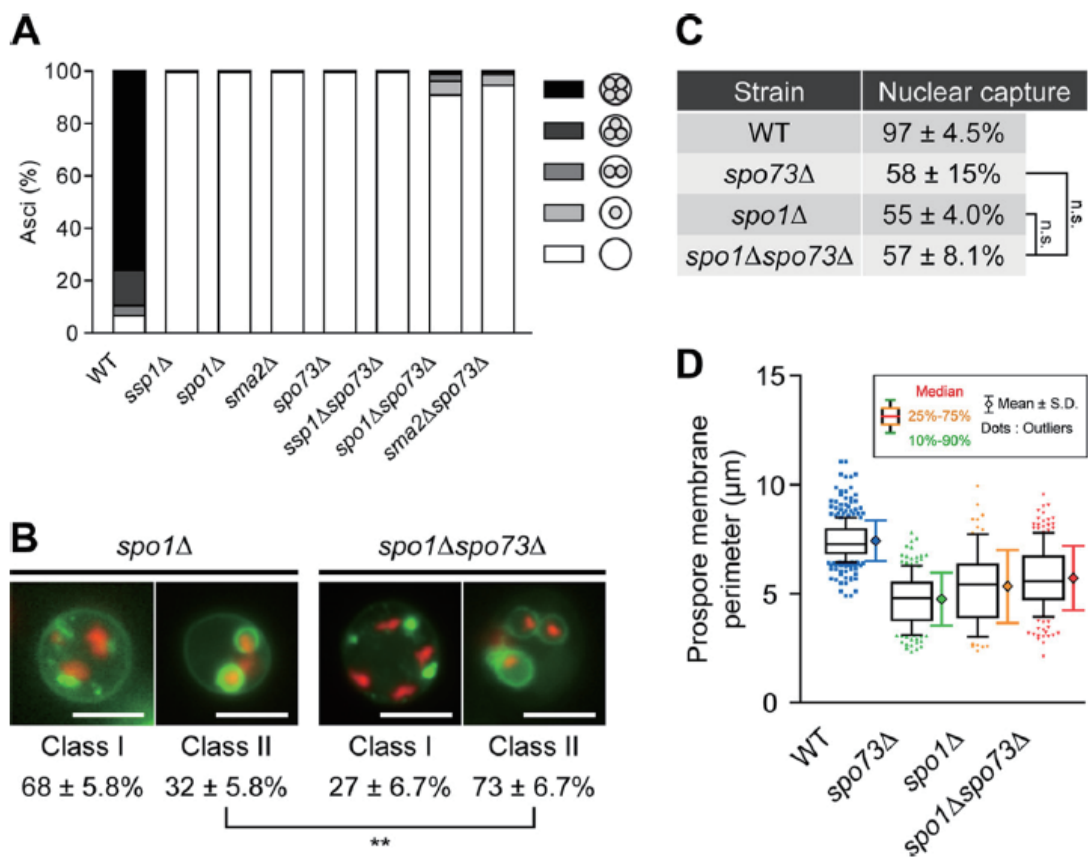 A
100
80
60
40
20
0
Asci (%)
WT
ssp1Δ
spo1Δ
sma2Δ
spo73Δ
ssp1Δspo73Δ
spo1Δspo73Δ
sma2Δspo73Δ
B
spo1Δ
spo1Δspo73Δ
Class I
Class II
Class I
Class II
68 ± 5.8%
32 ± 5.8%
27 ± 6.7%
73 ± 6.7%
**
C
Strain
Nuclear capture
WT
97 ± 4.5%
spo73Δ
58 ± 15%
spo1Δ
55 ± 4.0%
spo1Δspo73Δ
57 ± 8.1%
n.s.
n.s.
D
15
10
5
0
Prospore membrane
perimeter (μm)
Median
25%-75%
10%-90%
Mean ± S.D.
Dots : Outliers
WT
spo73Δ
spo1Δ
spo1Δspo73Δ